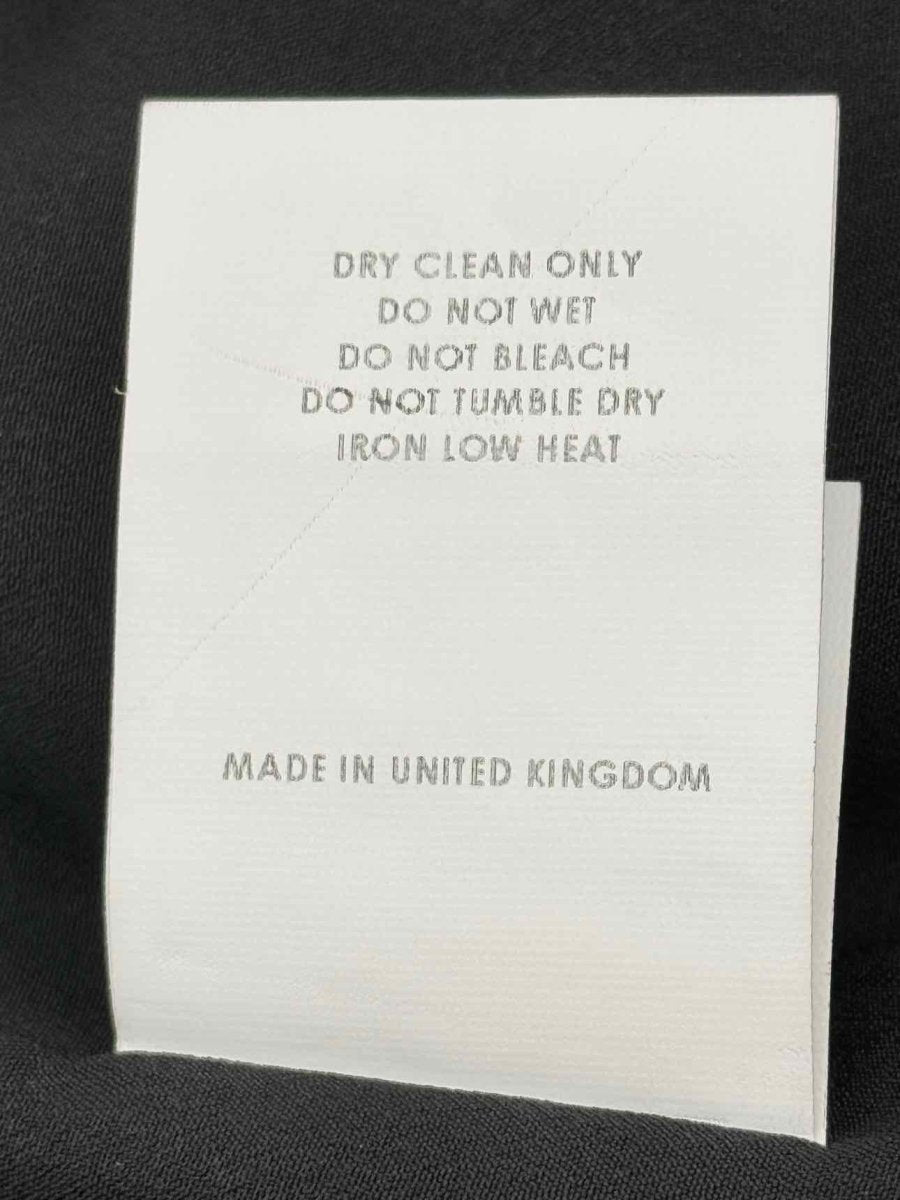 DRY CLEAN ONLY
DO NOT WET
DO NOT BLEACH
DO NOT TUMBLE DRY
IRON LOW HEAT
MADE IN UNITED KINGDOM